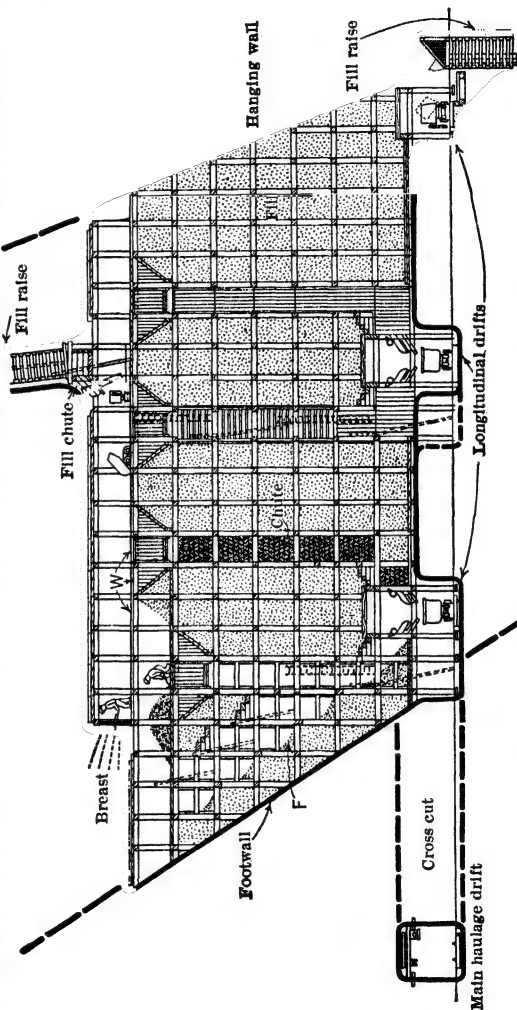 Fill raise
Hanging wall
Fill raise
Fill chute
Fill
Longitudinal drifts
Chute
W
Breast
Footwall
F
Cross cut
Main haulage drift